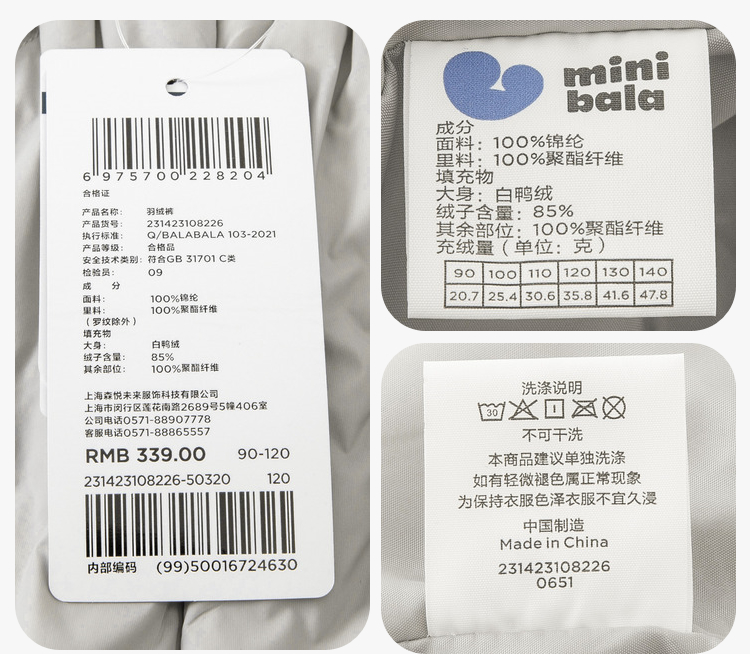 6 975700 228204
合格证
产品名称： 羽绒裤
产品货号： 231423108226
执行标准： Q/BALABALA 103-2021
产品等级： 合格品
安全技术类别：符合GB 31701 C类
检验员： 09
成 分
面料： 100%锦纶
里料： 100%聚酯纤维
（罗纹除外）
填充物
大身： 白鸭绒
绒子含量： 85%
其余部位： 100%聚酯纤维
上海森悦未来服饰科技有限公司
上海市闵行区莲花南路2689号5幢406室
公司电话0571-88907778
客服电话0571-88865557
RMB 339.00 90-120
231423108226-50320 120
内部编码 (99)50016724630
mini
bala
成分
面料：100%锦纶
里料：100%聚酯纤维
填充物
大身：白鸭绒
绒子含量：85%
其余部位：100%聚酯纤维
充绒量（单位：克）
90 100 110 120 130 140
20.7 25.4 30.6 35.8 41.6 47.8
洗涤说明
30
不可干洗
本商品建议单独洗涤
如有轻微褪色属正常现象
为保持衣服色泽衣服不宜久浸
中国制造
Made in China
231423108226
0651